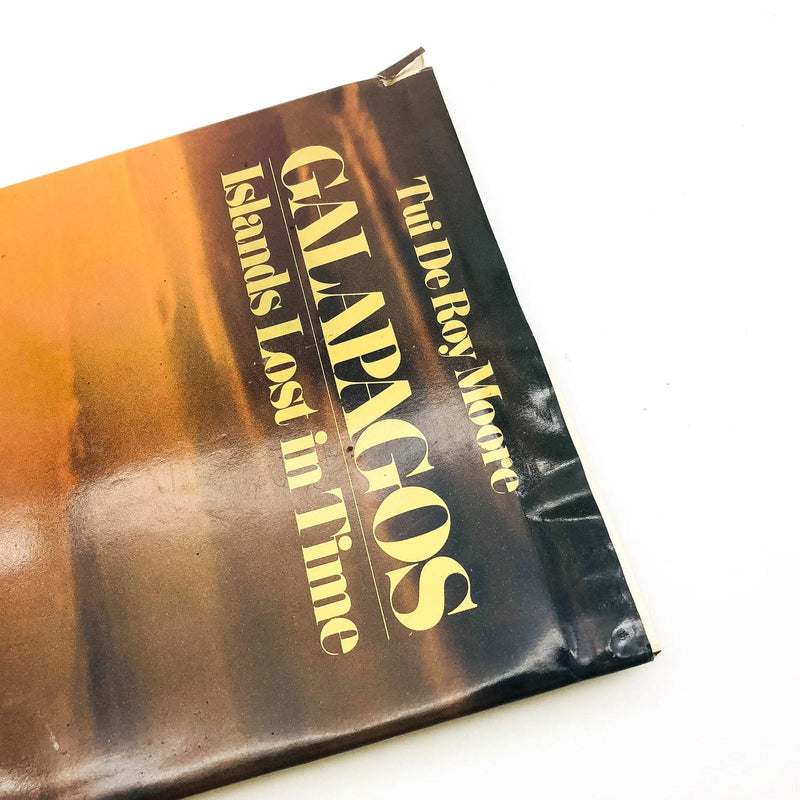 Tui De Roy Moore
GALAPAGOS
Islands Lost in Time